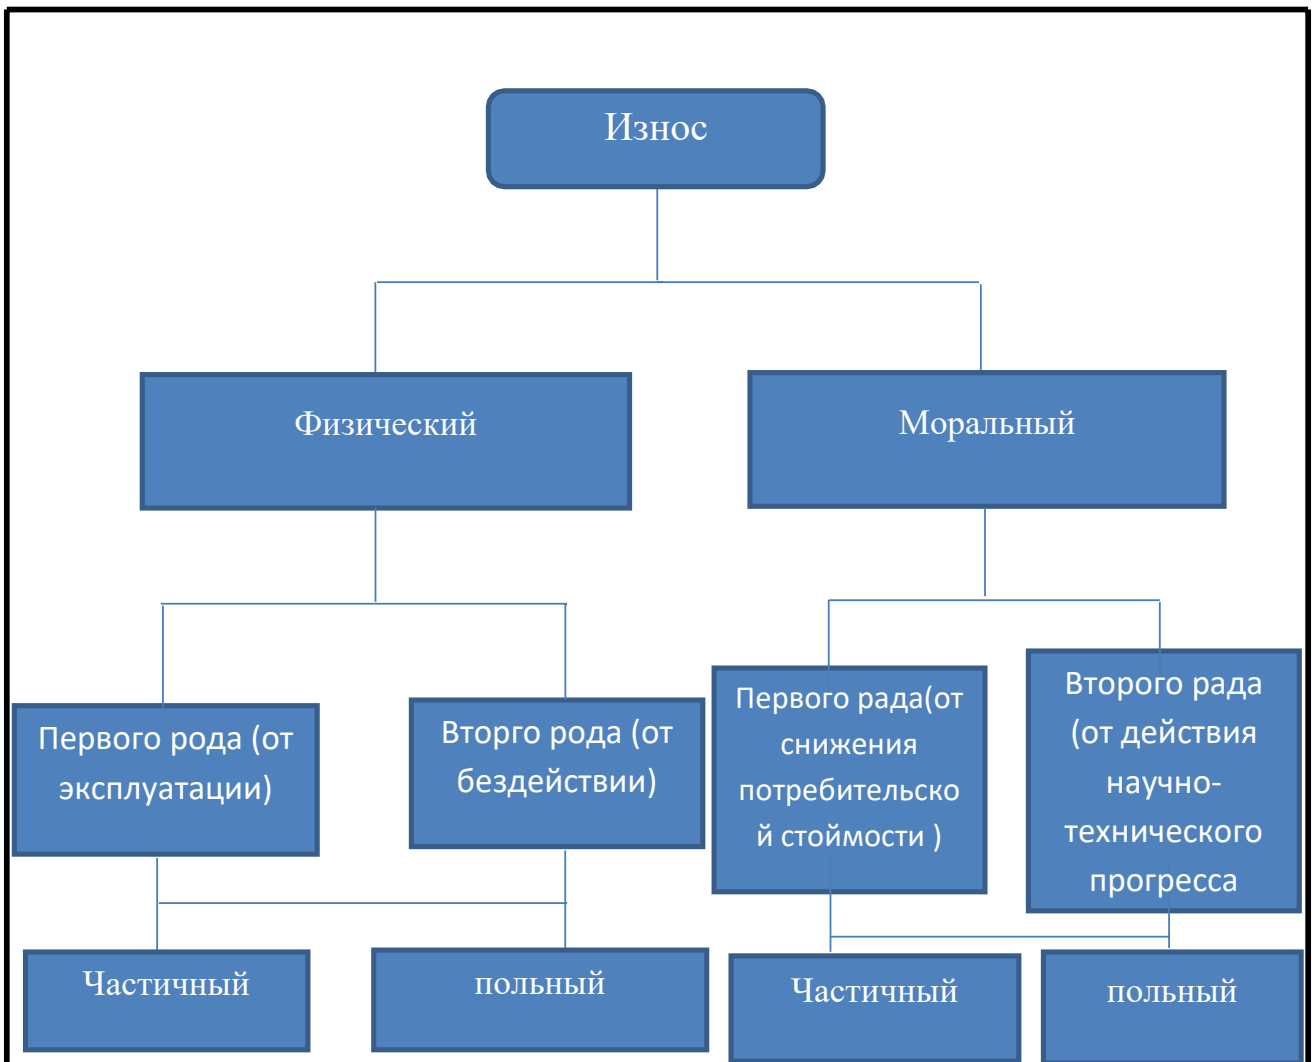 Износ
Физический
Моральный
Первого рода (от
эксплуатации)
Вторго рода (от
бездействии)
Первого рада(от
снижения
потребительско
й стоймости )
Второго рада
(от действия
научно-
технического
прогресса
Частичный
польный
Частичный
польный